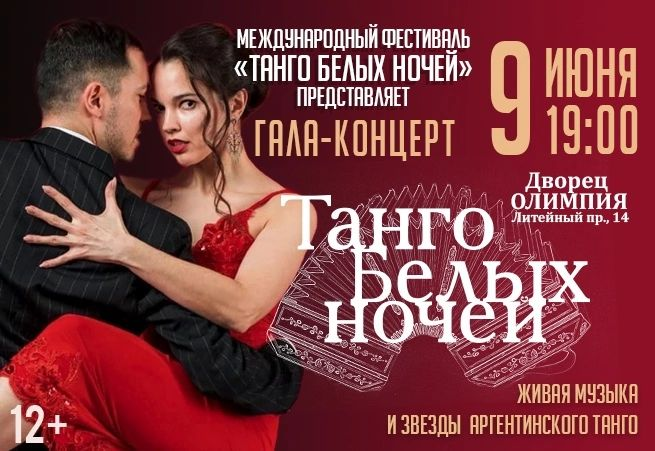 МЕЖДУНАРОДНЫЙ ФЕСТИВАЛЬ
«ТАНГО БЕЛЫХ НОЧЕЙ»
ПРЕДСТАВЛЯЕТ
ГАЛА-КОНЦЕРТ
9 ИЮНЯ
19:00
Дворец
ОЛИМПИЯ
Литейный пр., 14
Танго
Белых
ночей
ЖИВАЯ МУЗЫКА
И ЗВЕЗДЫ АРГЕНТИНСКОГО ТАНГО
12+